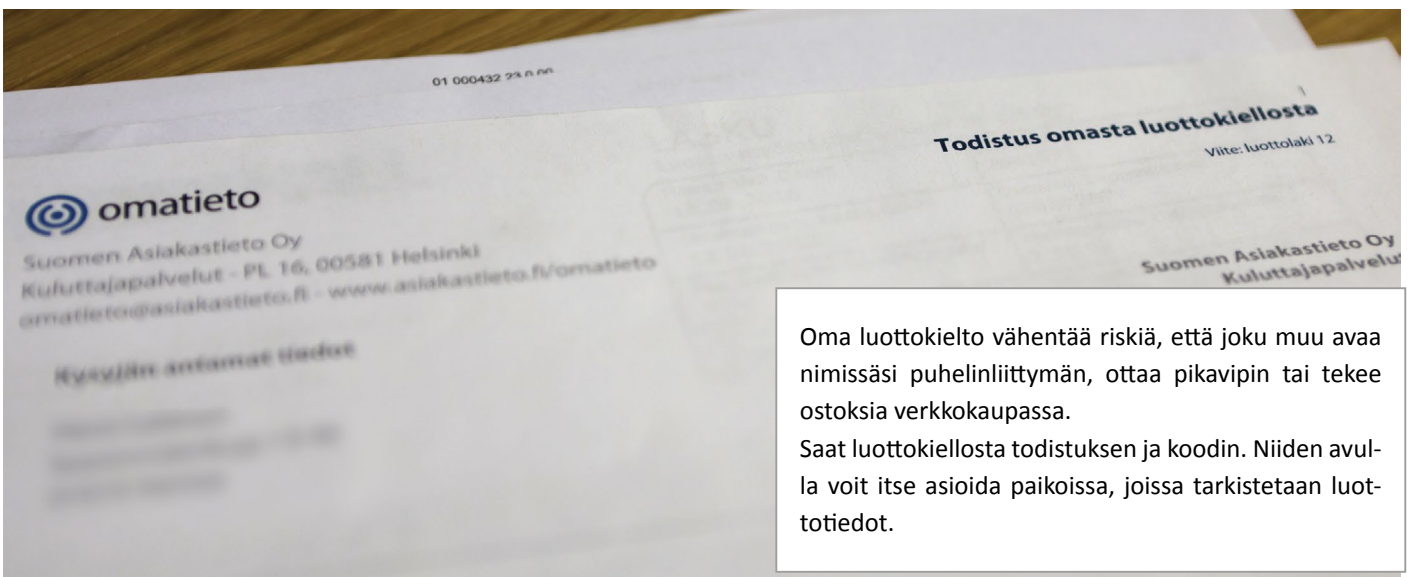 01 000432
Todistus omasta luottokiellosta
Viite: luottolaki 12
omatieto
Suomen Asiakastieto Oy
Kuluttajapalvelut - PL 16, 00581 Helsinki
omatieto@asiakastieto.fi - www.asiakastieto.fi/omatieto
Suomen Asiakastieto Oy
Kuluttajapalvelut
Kysyjän antamat tiedot
Oma luottokielto vähentää riskiä, että joku muu avaa
nimissäsi puhelinliittymän, ottaa pikavipin tai tekee
ostoksia verkkokaupassa.
Saat luottokiellosta todistuksen ja koodin. Niiden avul-
la voit itse asioida paikoissa, joissa tarkistetaan luot-
totiedot.